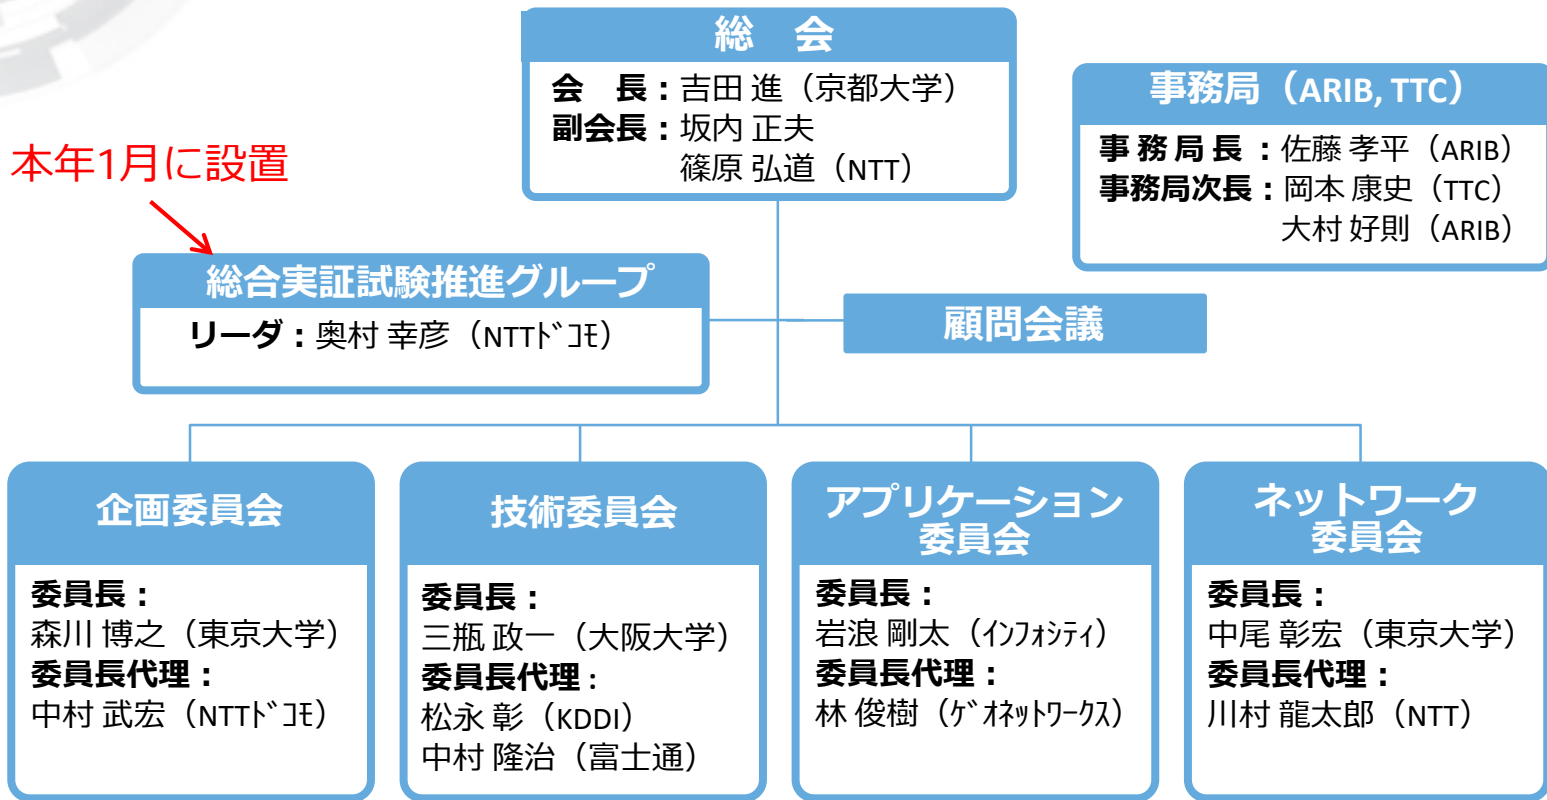 総　会
会　長：吉田 進（京都大学）
副会長：坂内 正夫
篠原 弘道（NTT）
事務局（ARIB, TTC）
事務局長：佐藤 孝平（ARIB）
事務局次長：岡本 康史（TTC）
大村 好則（ARIB）
本年1月に設置
総合実証試験推進グループ
リーダ：奥村 幸彦（NTTﾄﾞｺﾓ）
顧問会議
企画委員会
委員長：
森川 博之（東京大学）
委員長代理：
中村 武宏（NTTﾄﾞｺﾓ）
技術委員会
委員長：
三瓶 政一（大阪大学）
委員長代理：
松永 彰（KDDI）
中村 隆治（富士通）
アプリケーション
委員会
委員長：
岩浪 剛太（ｲﾝﾌｫｼﾃｨ）
委員長代理：
林 俊樹（ｹﾞｵﾈｯﾄﾜｰｸｽ）
ネットワーク
委員会
委員長：
中尾 彰宏（東京大学）
委員長代理：
川村 龍太郎（NTT）